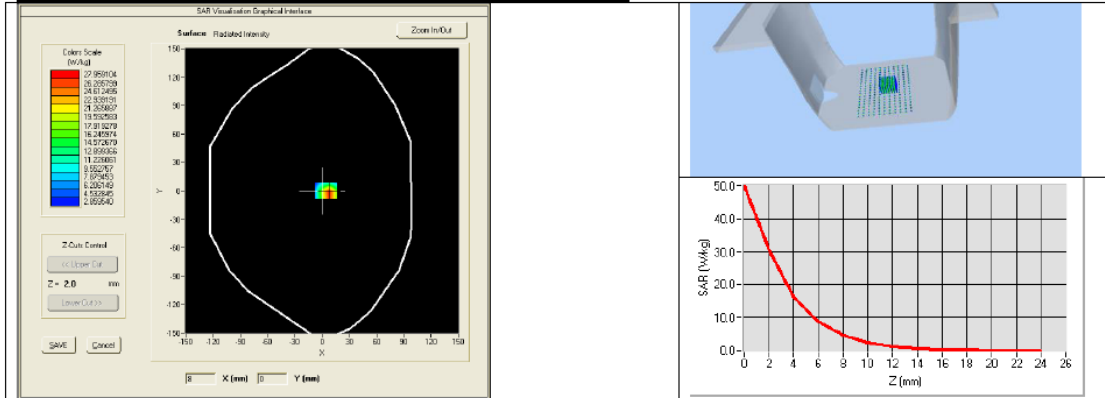 SAR Visualisation Graphical Interface
Surface Radiated Intensity
Zoom In/Out
Colors Scale
(W/kg)
27.959104
26.285799
24.612495
22.939191
21.265887
19.592583
17.919279
16.245974
14.572670
12.899366
11.226061
9.552757
7.879453
6.206149
4.532845
2.859540
Z-Cuts Control
<< Upper Cut
Z = 2.0 mm
Lower Cut >>
SAVE Cancel
150
120
90
60
30
Y 0
-30
-60
-90
-120
-150
-150 -120 -90 -60 -30 0 30 60 90 120 150
X
8 X (mm) 0 Y (mm)
50.0
40.0
30.0
20.0
10.0
0.0
SAR (W/kg)
0 2 4 6 8 10 12 14 16 18 20 22 24 26
Z (mm)